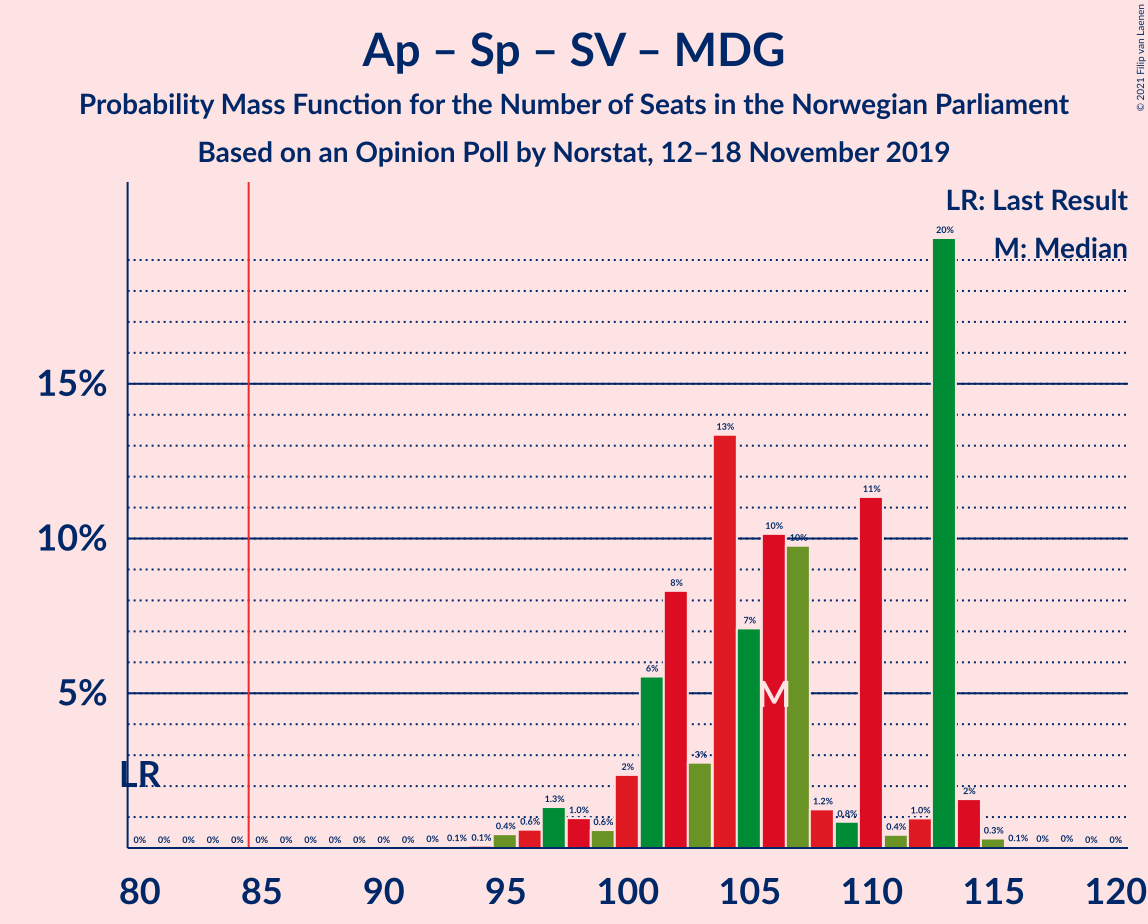 © 2021 Filip van Laenen
Ap – Sp – SV – MDG
Probability Mass Function for the Number of Seats in the Norwegian Parliament
Based on an Opinion Poll by Norstat, 12–18 November 2019
LR: Last Result
M: Median
15%
10%
5%
LR
M
0% 0% 0% 0% 0% 0% 0% 0% 0% 0% 0% 0% 0% 0.1% 0.1% 0.4% 0.6% 1.3% 1.0% 0.6% 2% 6% 8% 3% 13% 7% 10% 10% 1.2% 0.8% 11% 0.4% 1.0% 20% 2% 0.3% 0.1% 0% 0% 0% 0%
80 85 90 95 100 105 110 115 120